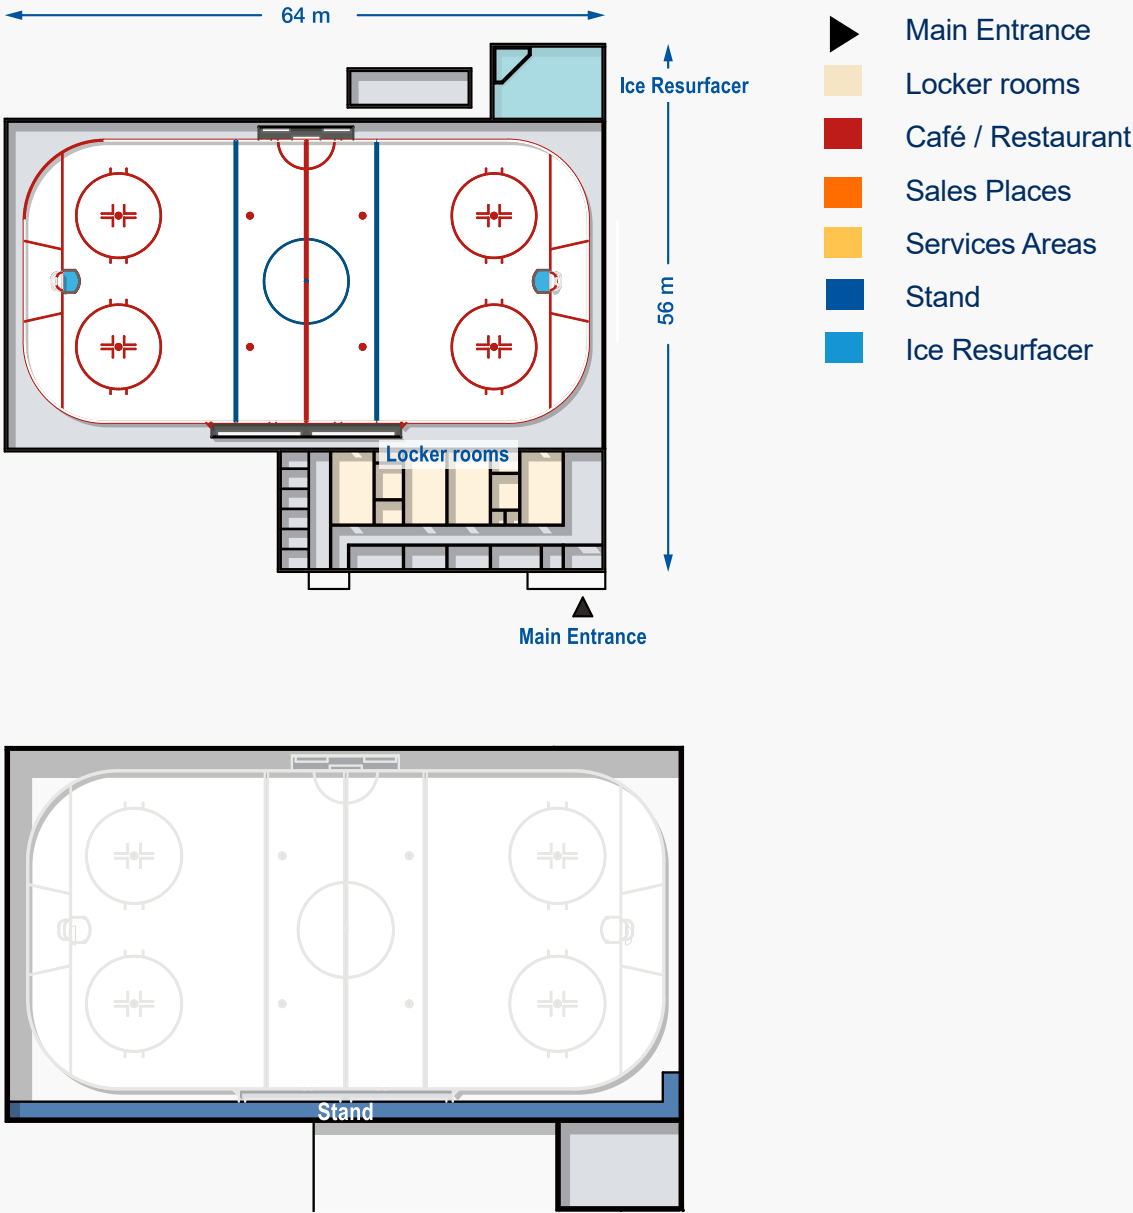 64 m
Main Entrance
Locker rooms
Café / Restaurant
Sales Places
Services Areas
Stand
Ice Resurfacer
Ice Resurfacer
56 m
Locker rooms
Main Entrance
Stand